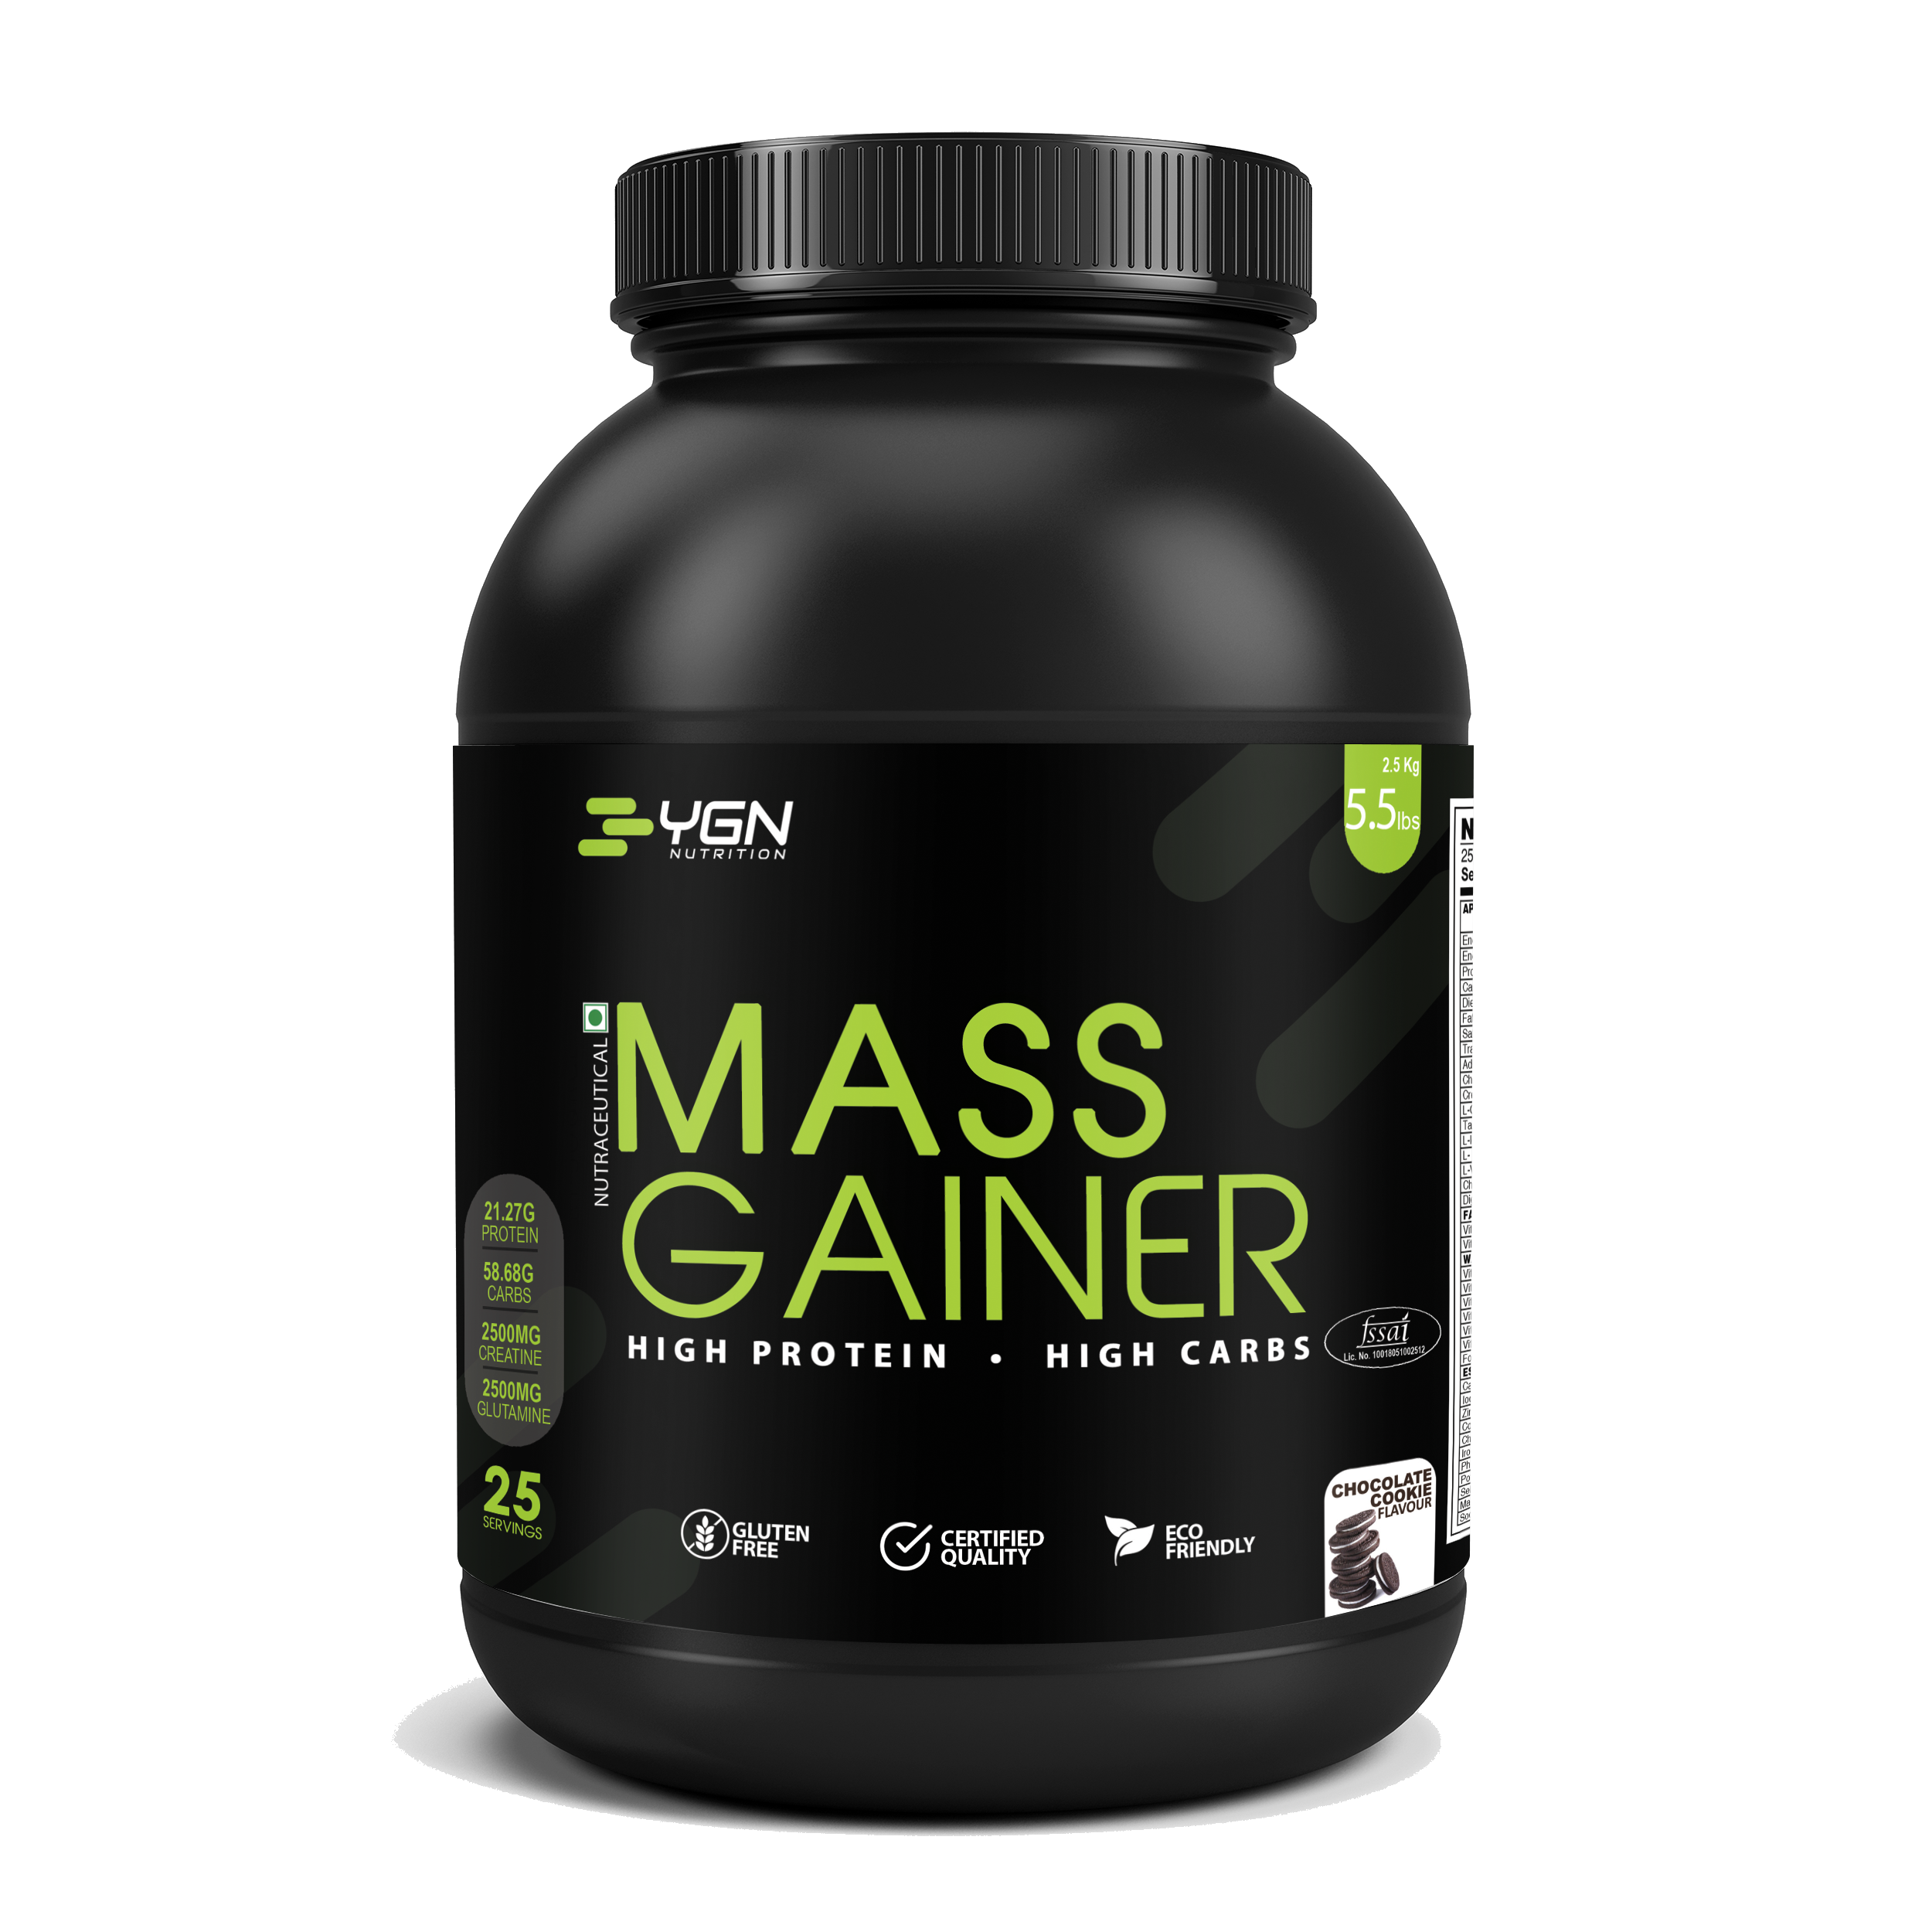 YGN
NUTRITION
2.5 Kg
5.5lbs
NUTRACEUTICAL
MASS
GAINER
HIGH PROTEIN • HIGH CARBS
fssai
Lic. No. 10018051002512
21.27G
PROTEIN
58.68G
CARBS
2500MG
CREATINE
2500MG
GLUTAMINE
25
SERVINGS
GLUTEN
FREE
CERTIFIED
QUALITY
ECO
FRIENDLY
CHOCOLATE
COOKIE
FLAVOUR